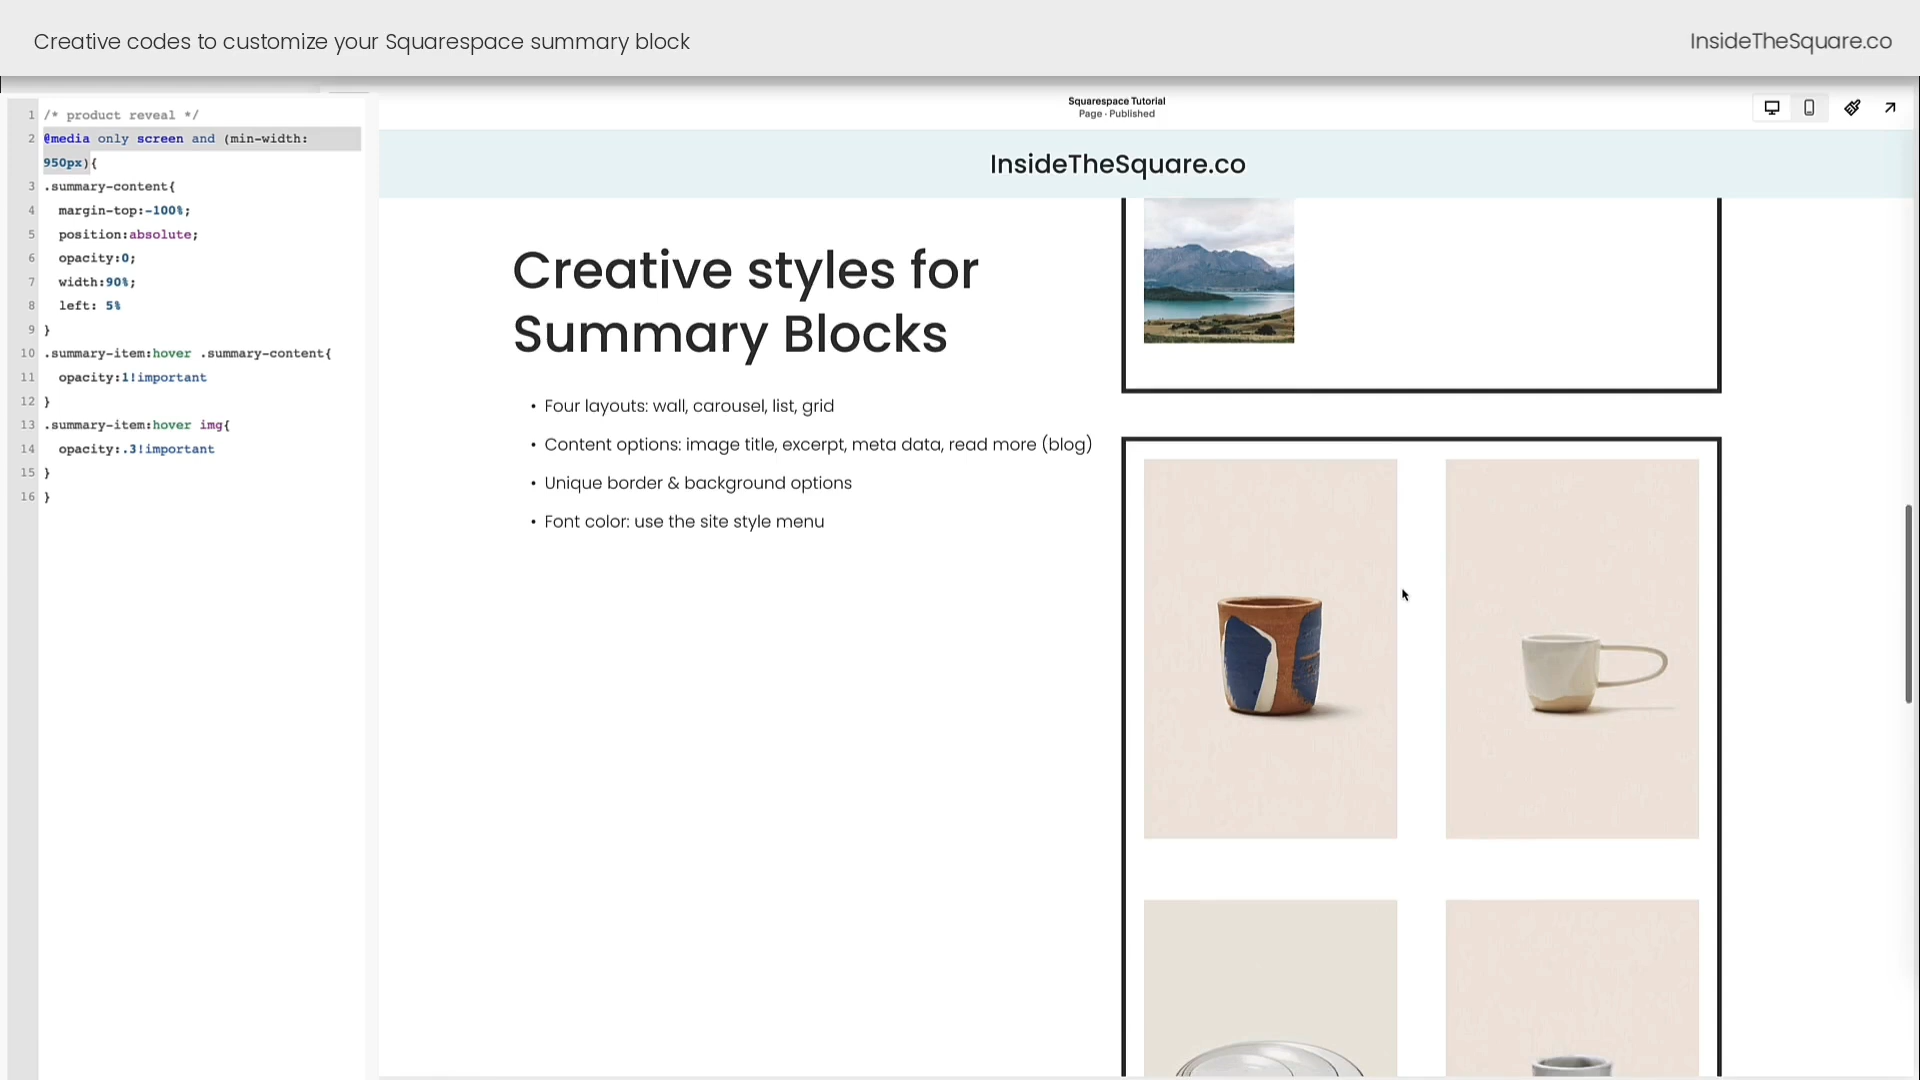 Creative codes to customize your Squarespace summary block
InsideTheSquare.co
1 /* product reveal */
2 @media only screen and (min-width:
950px){
3 .summary-content{
4 margin-top:-100%;
5 position:absolute;
6 opacity:0;
7 width:90%;
8 left: 5%
9 }
10 .summary-item:hover .summary-content{
11 opacity:1!important
12 }
13 .summary-item:hover img{
14 opacity:.3!important
15 }
16 }
Squarespace Tutorial
Page · Published
InsideTheSquare.co
Creative styles for
Summary Blocks
• Four layouts: wall, carousel, list, grid
• Content options: image title, excerpt, meta data, read more (blog)
• Unique border & background options
• Font color: use the site style menu